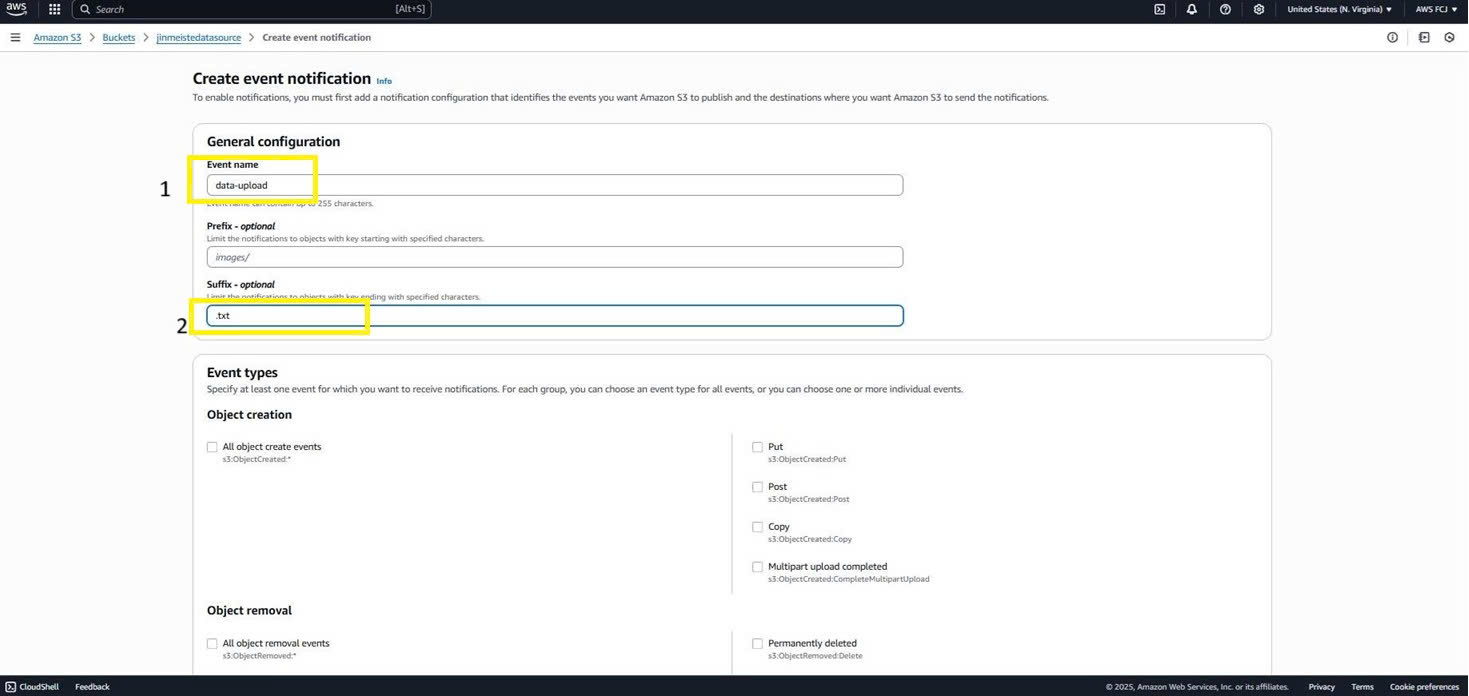 aws Search [Alt+S] United States (N. Virginia) AWS FCJ
Amazon S3 > Buckets > jinmeistedatasource > Create event notification
Create event notification Info
To enable notifications, you must first add a notification configuration that identifies the events you want Amazon S3 to publish and the destinations where you want Amazon S3 to send the notifications.
General configuration
Event name
1
data-upload
Event name can contain up to 255 characters.
Prefix - optional
Limit the notifications to objects with key starting with specified characters.
images/
Suffix - optional
Limit the notifications to objects with key ending with specified characters.
2
.txt
Event types
Specify at least one event for which you want to receive notifications. For each group, you can choose an event type for all events, or you can choose one or more individual events.
Object creation
All object create events
s3:ObjectCreated:*
Put
s3:ObjectCreated:Put
Post
s3:ObjectCreated:Post
Copy
s3:ObjectCreated:Copy
Multipart upload completed
s3:ObjectCreated:CompleteMultipartUpload
Object removal
All object removal events
s3:ObjectRemoved:*
Permanently deleted
s3:ObjectRemoved:Delete
CloudShell Feedback © 2025, Amazon Web Services, Inc. or its affiliates. Privacy Terms Cookie preferences